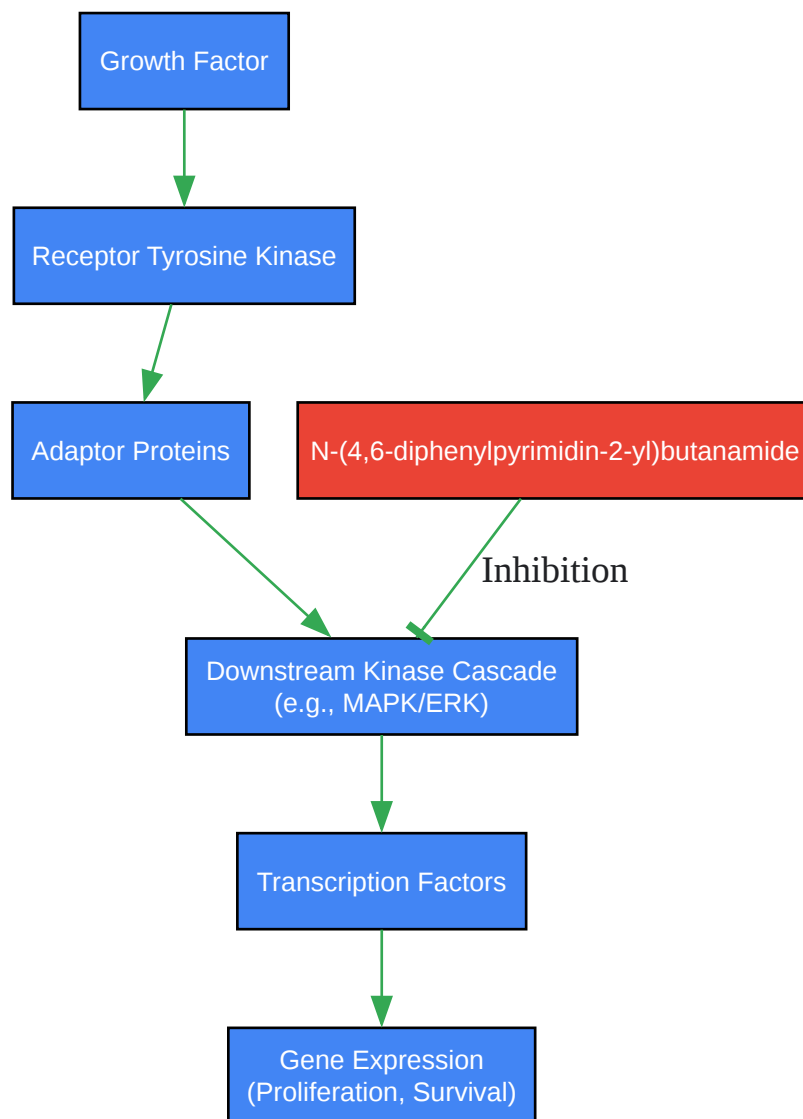 Growth Factor
Receptor Tyrosine Kinase
Adaptor Proteins
N-(4,6-diphenylpyrimidin-2-yl)butanamide
Inhibition
Downstream Kinase Cascade
(e.g., MAPK/ERK)
Transcription Factors
Gene Expression
(Proliferation, Survival)